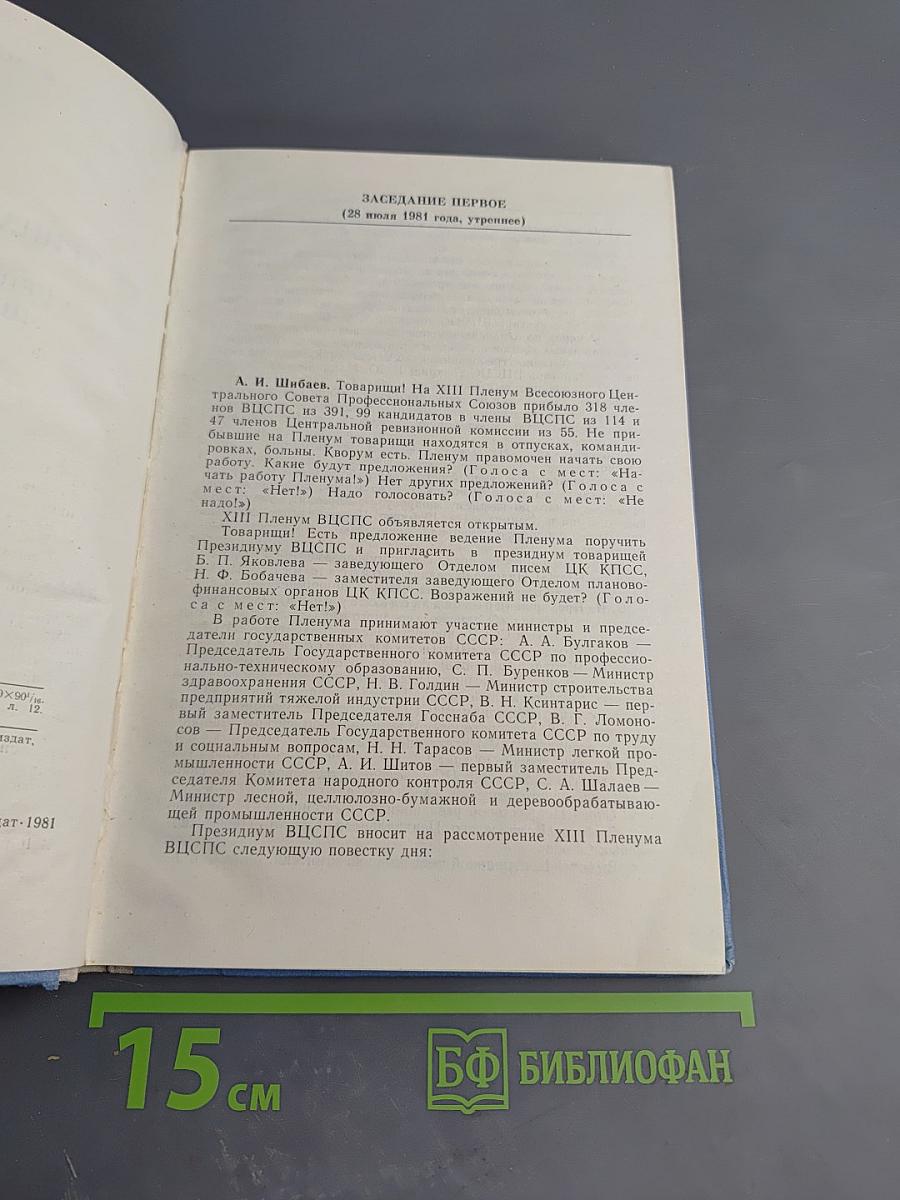 ЗАСЕДАНИЕ ПЕРВОЕ
(28 июля 1981 года, утреннее)
А. И. Шибаев. Товарищи! На XIII Пленум Всесоюзного Цен-
трального Совета Профессиональных Союзов прибыло 318 чле-
нов ВЦСПС из 391, 99 кандидатов в члены ВЦСПС из 114 и
47 членов Центральной ревизионной комиссии из 55. Не при-
бывшие на Пленум товарищи находятся в отпусках, команди-
ровках, больны. Кворум есть. Пленум правомочен начать свою
работу. Какие будут предложения? (Голоса с мест: «На-
чать работу Пленума!») Нет других предложений? (Голоса с
мест: «Нет!») Надо голосовать? (Голоса с мест: «Не
надо!»)
XIII Пленум ВЦСПС объявляется открытым.
Товарищи! Есть предложение ведение Пленума поручить
Президиуму ВЦСПС и пригласить в президиум товарищей
Б. П. Яковлева — заведующего Отделом писем ЦК КПСС,
Н. Ф. Бобачева — заместителя заведующего Отделом планово-
финансовых органов ЦК КПСС. Возражений не будет? (Голо-
са с мест: «Нет!»)
В работе Пленума принимают участие министры и предсе-
датели государственных комитетов СССР: А. А. Булгаков —
Председатель Государственного комитета СССР по профессио-
нально-техническому образованию, С. П. Буренков — Министр
здравоохранения СССР, Н. В. Голдин — Министр строительства
предприятий тяжелой индустрии СССР, В. Н. Ксинтарис — пер-
вый заместитель Председателя Госснаба СССР, В. Г. Ломоно-
сов — Председатель Государственного комитета СССР по труду
и социальным вопросам, Н. Н. Тарасов — Министр легкой про-
мышленности СССР, А. И. Шитов — первый заместитель Пред-
седателя Комитета народного контроля СССР, С. А. Шалаев —
Министр лесной, целлюлозно-бумажной и деревообрабатываю-
щей промышленности СССР.
Президиум ВЦСПС вносит на рассмотрение XIII Пленума
ВЦСПС следующую повестку дня:
0×90¹/₁₆.
л. 12.
издат,
дат·1981
15 см
БФ БИБЛИОФАН